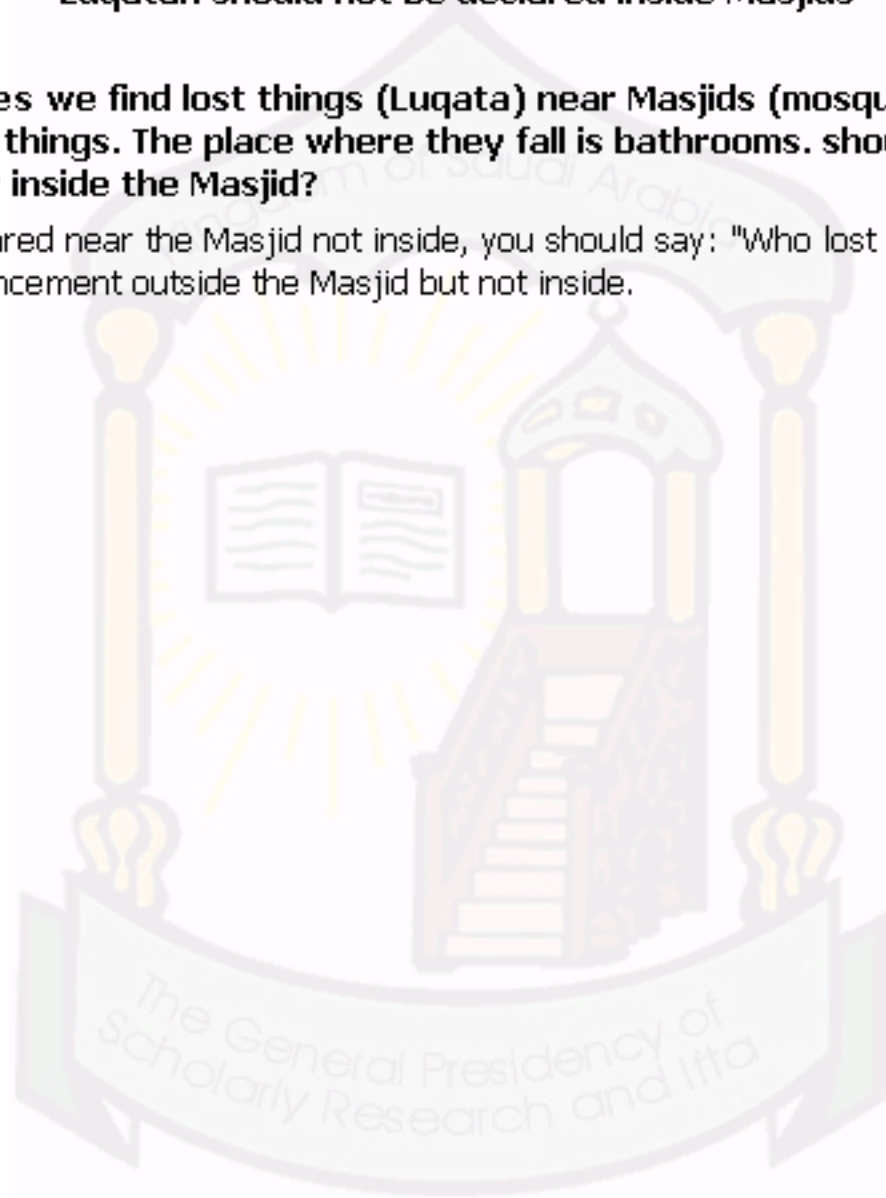 Luqatah should not be declared inside Masjids
es we find lost things (Luqata) near Masjids (mosqu
things. The place where they fall is bathrooms. shou
inside the Masjid?
ared near the Masjid not inside, you should say: "Who lost
ncement outside the Masjid but not inside.
Kingdom of Saudi Arabia
The General Presidency of
Scholarly Research and Ifta